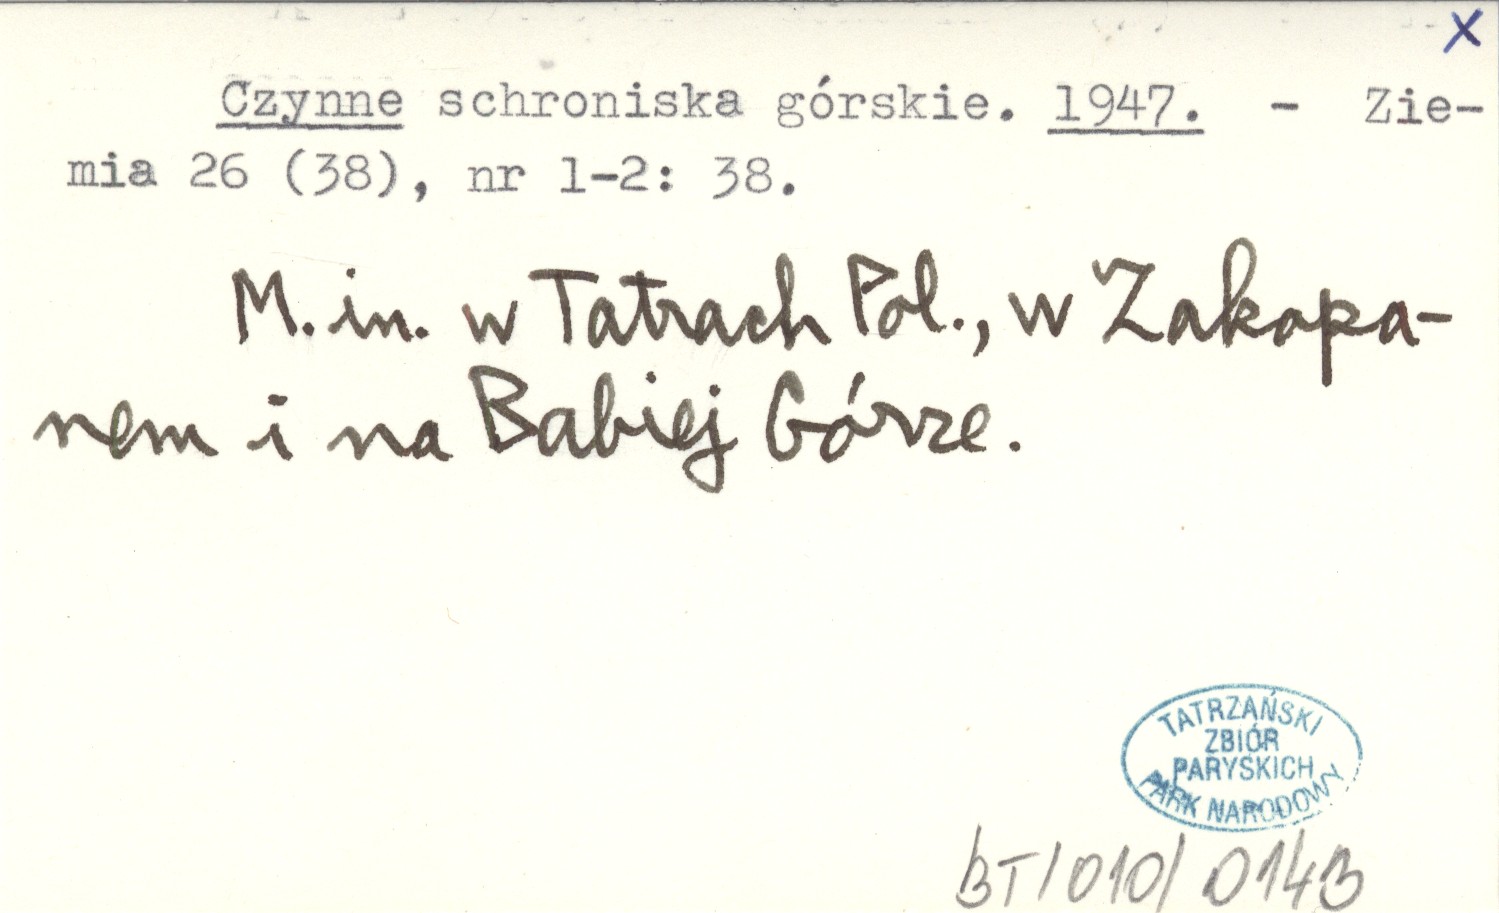 X
Czynne schroniska górskie. 1947. - Zie-
mia 26 (38), nr 1-2: 38.
M. in. w Tatrach Pol., w Zakopa-
nem i na Babiej Górze.
TATRZAŃSKI
ZBIÓR
PARYSKICH
PARK NARODOWY
BT/010/0143